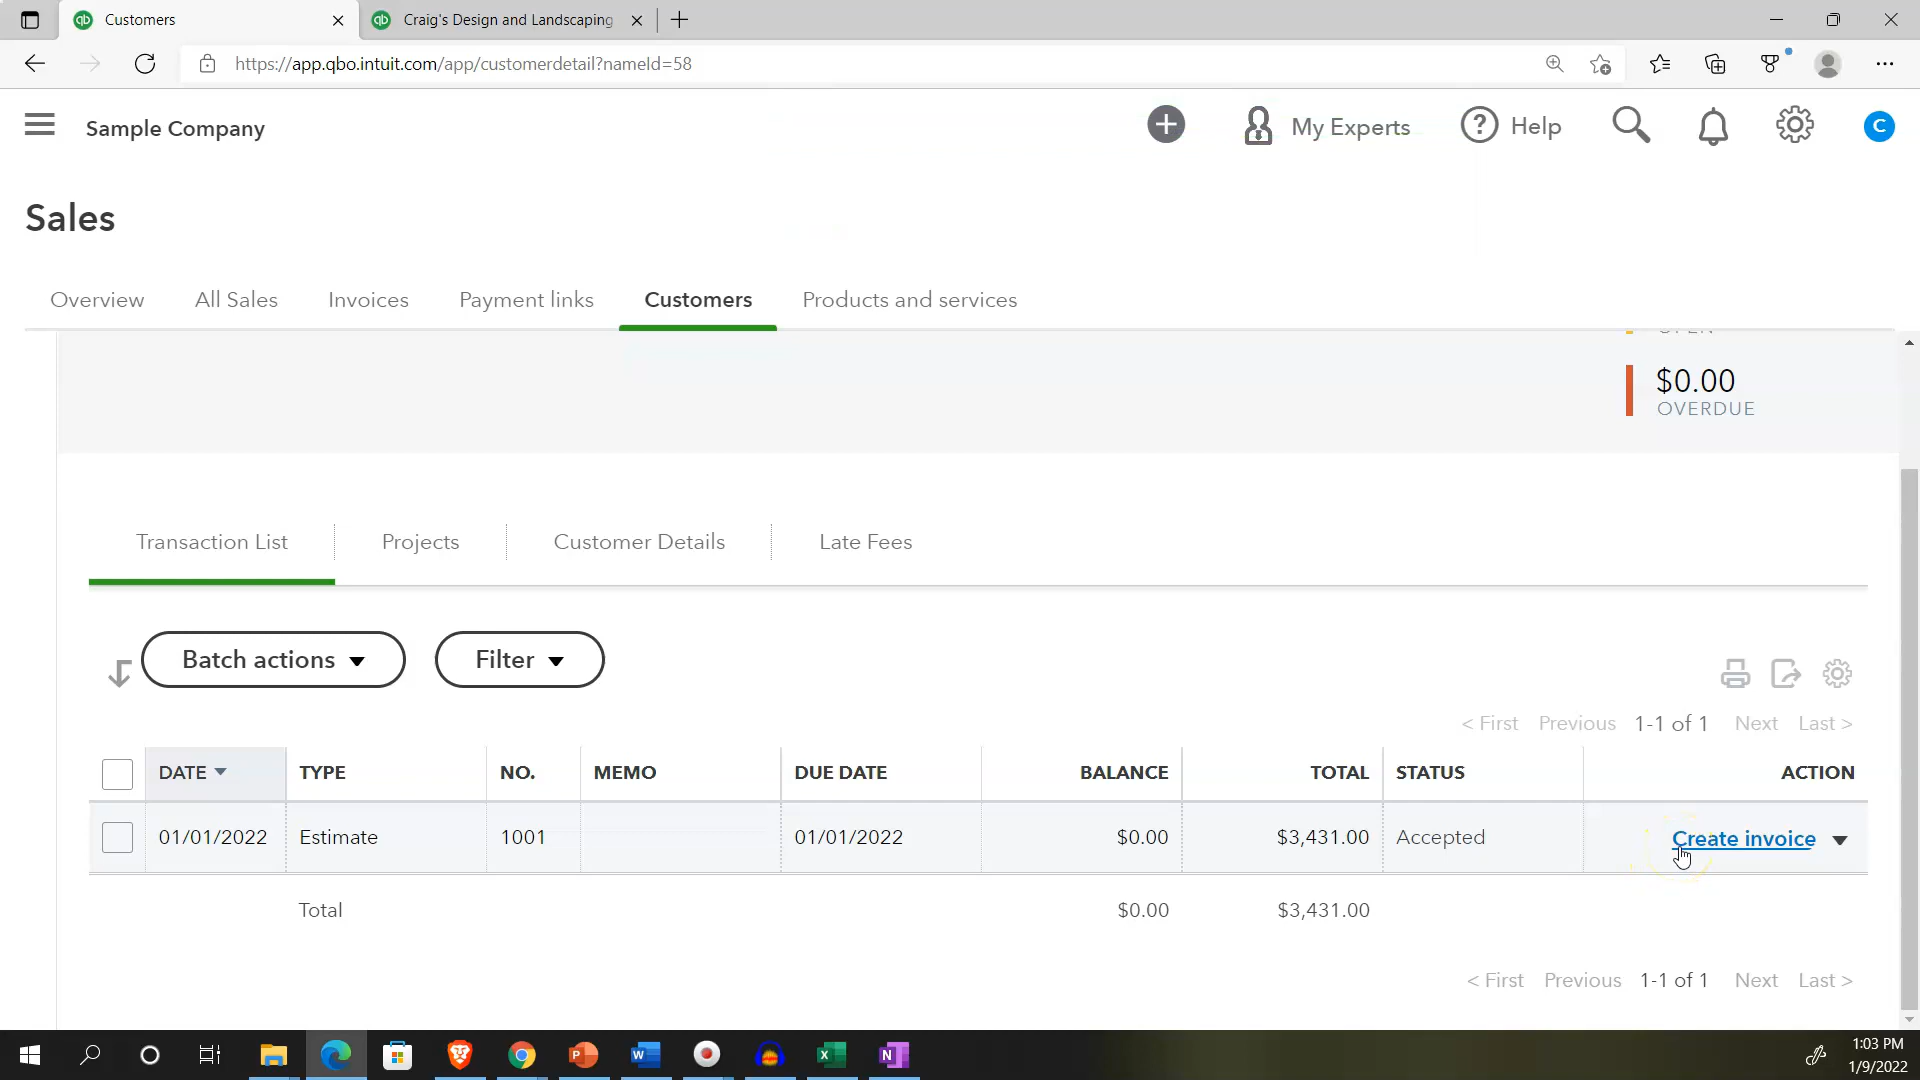 Customers
Craig's Design and Landscaping
https://app.qbo.intuit.com/app/customerdetail?nameId=58
Sample Company
My Experts
Help
C
Sales
Overview
All Sales
Invoices
Payment links
Customers
Products and services
OPEN
$0.00
OVERDUE
Transaction List
Projects
Customer Details
Late Fees
Batch actions
Filter
< First Previous 1-1 of 1 Next Last >
DATE TYPE NO. MEMO DUE DATE BALANCE TOTAL STATUS ACTION
01/01/2022 Estimate 1001 01/01/2022 $0.00 $3,431.00 Accepted Create invoice
Total $0.00 $3,431.00
< First Previous 1-1 of 1 Next Last >
1:03 PM
1/9/2022